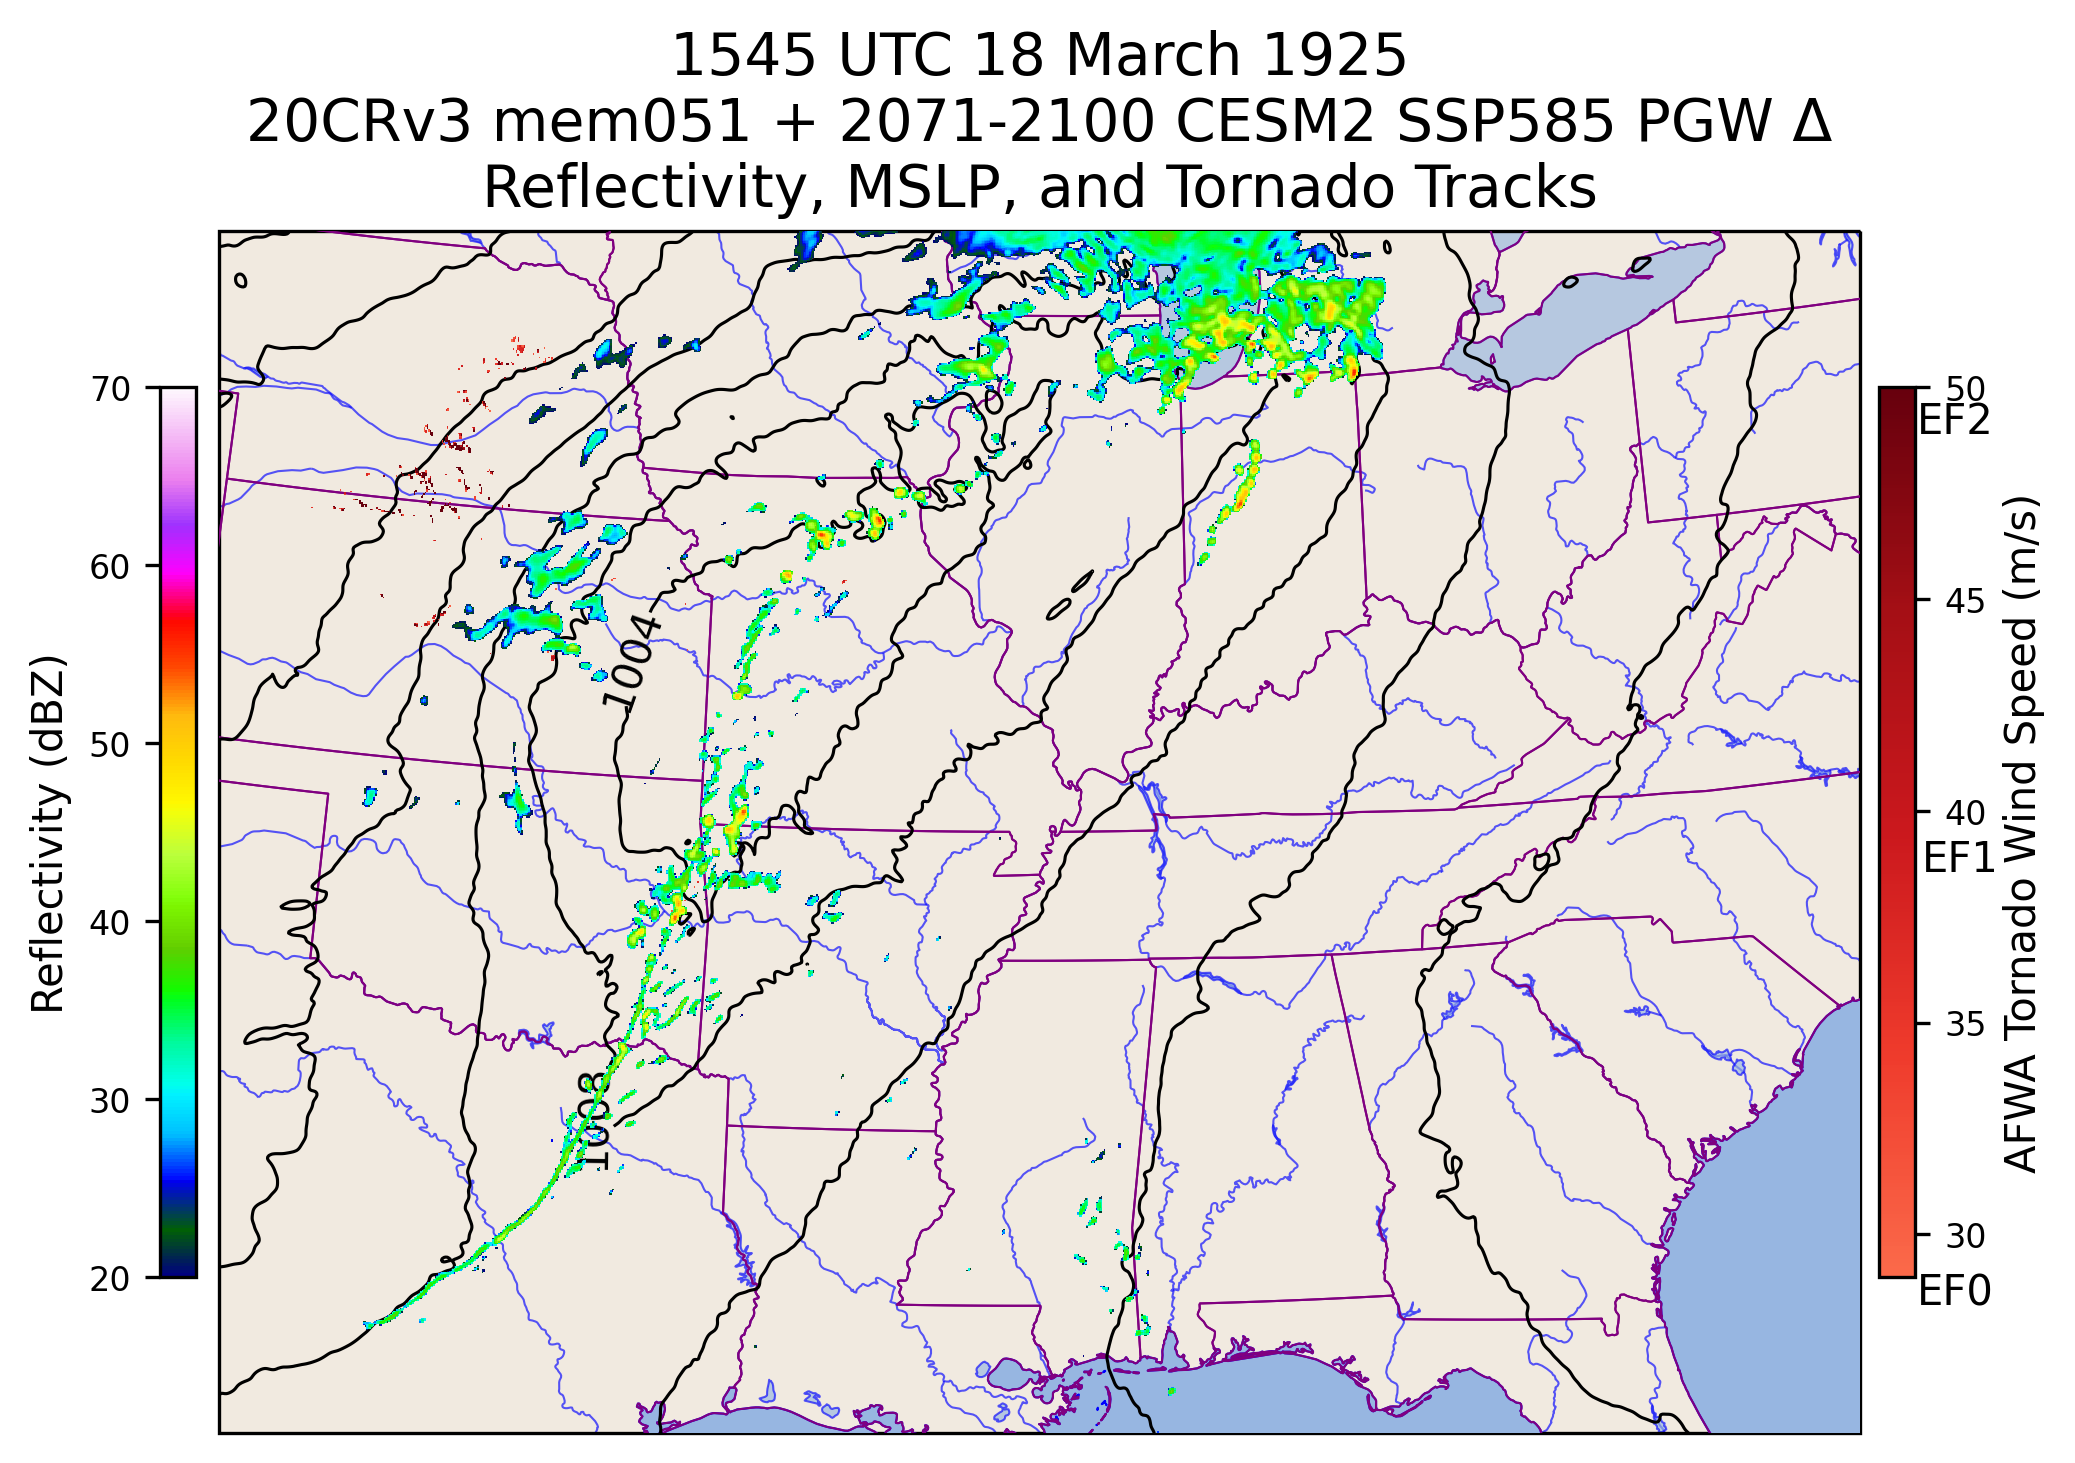 1545 UTC 18 March 1925
20CRv3 mem051 + 2071-2100 CESM2 SSP585 PGW Δ
Reflectivity, MSLP, and Tornado Tracks
70
60
50
40
30
20
Reflectivity (dBZ)
1004
1008
50
EF2
45
40
EF1
35
30
EF0
AFWA Tornado Wind Speed (m/s)